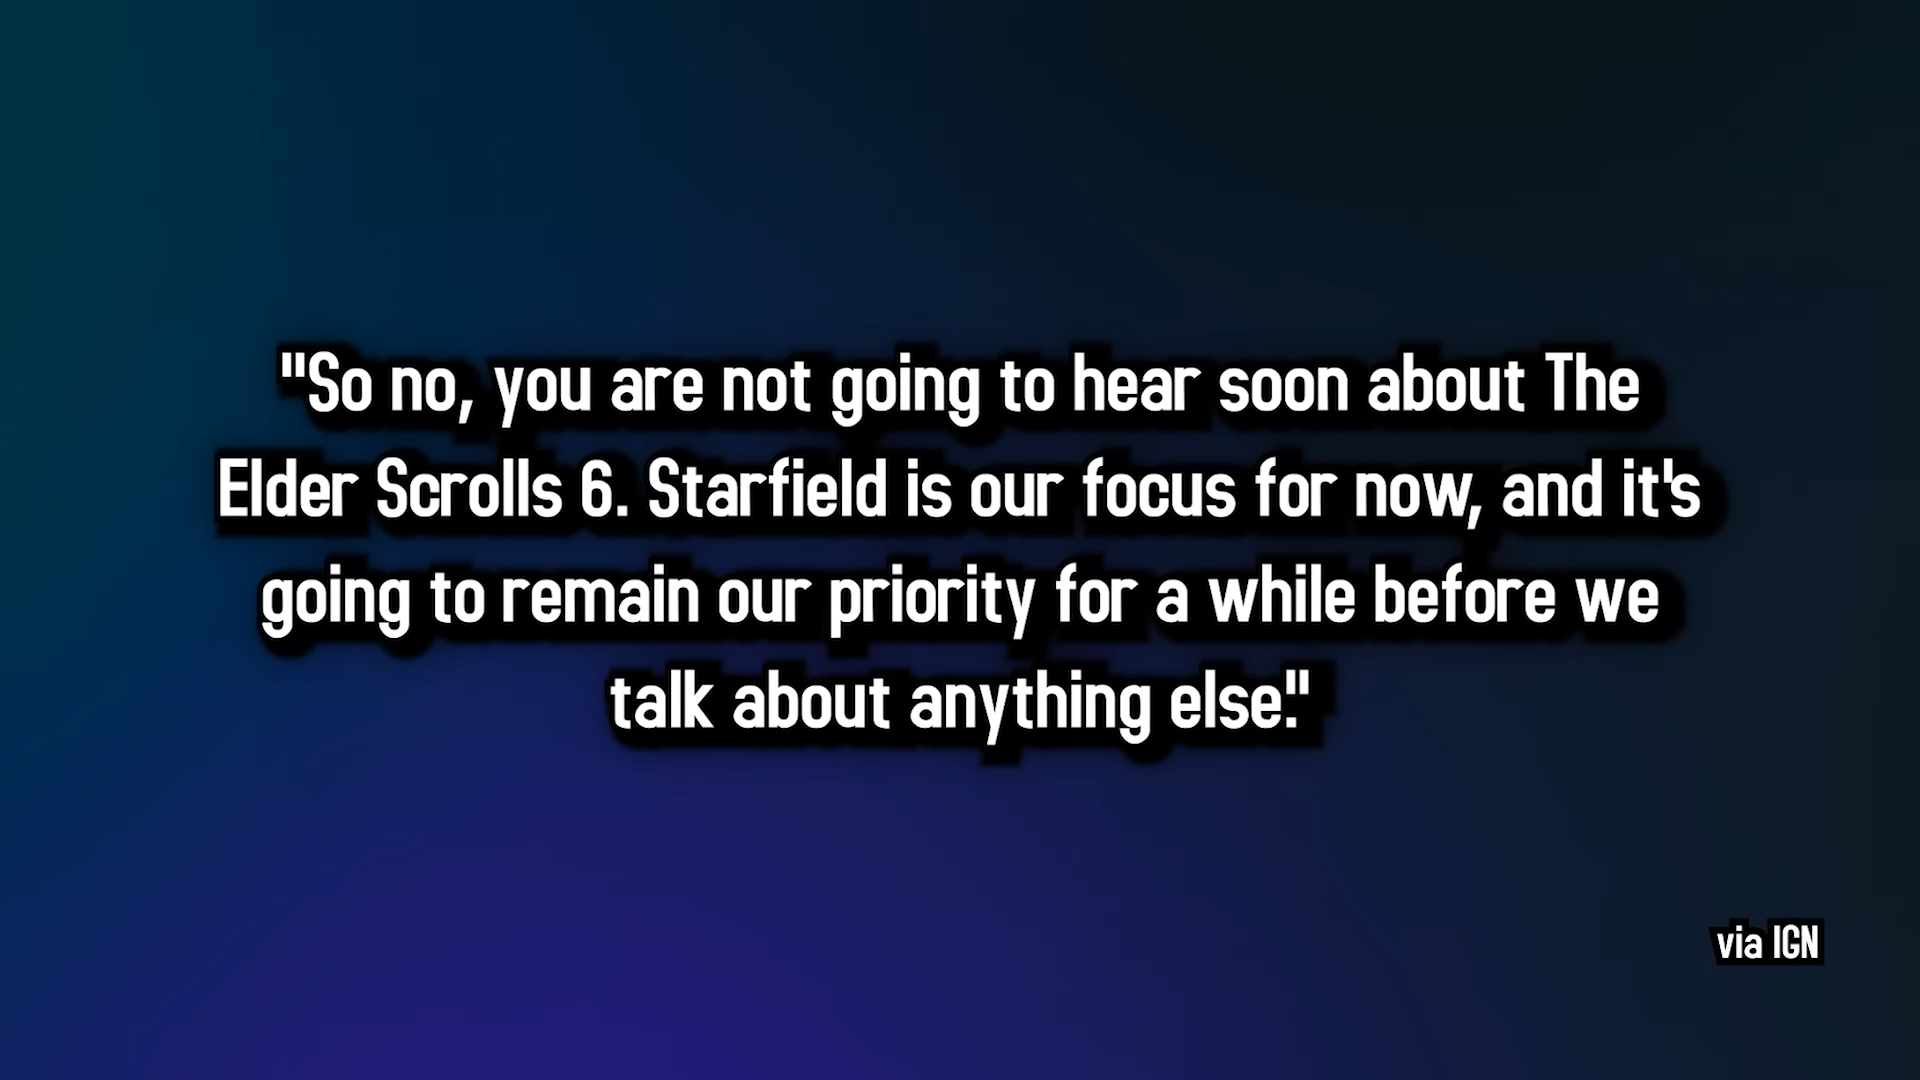 "So no, you are not going to hear soon about The
Elder Scrolls 6. Starfield is our focus for now, and it's
going to remain our priority for a while before we
talk about anything else."
via IGN